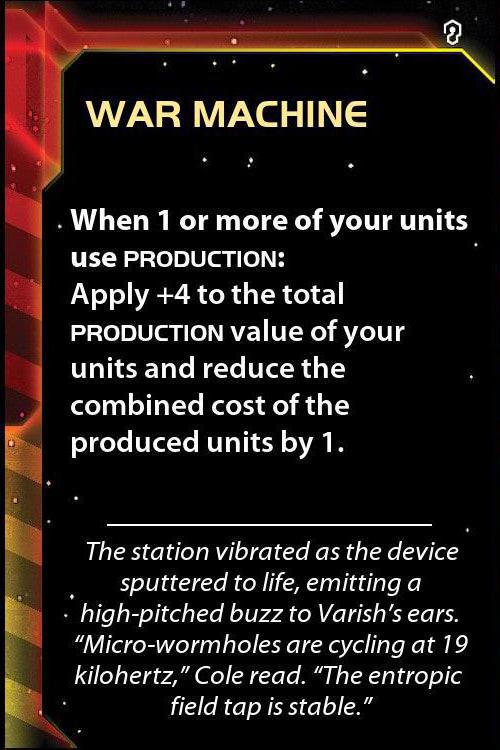 WAR MACHINE
When 1 or more of your units
use PRODUCTION:
Apply +4 to the total
PRODUCTION value of your
units and reduce the
combined cost of the
produced units by 1.
The station vibrated as the device
sputtered to life, emitting a
high-pitched buzz to Varish’s ears.
“Micro-wormholes are cycling at 19
kilohertz,” Cole read. “The entropic
field tap is stable.”